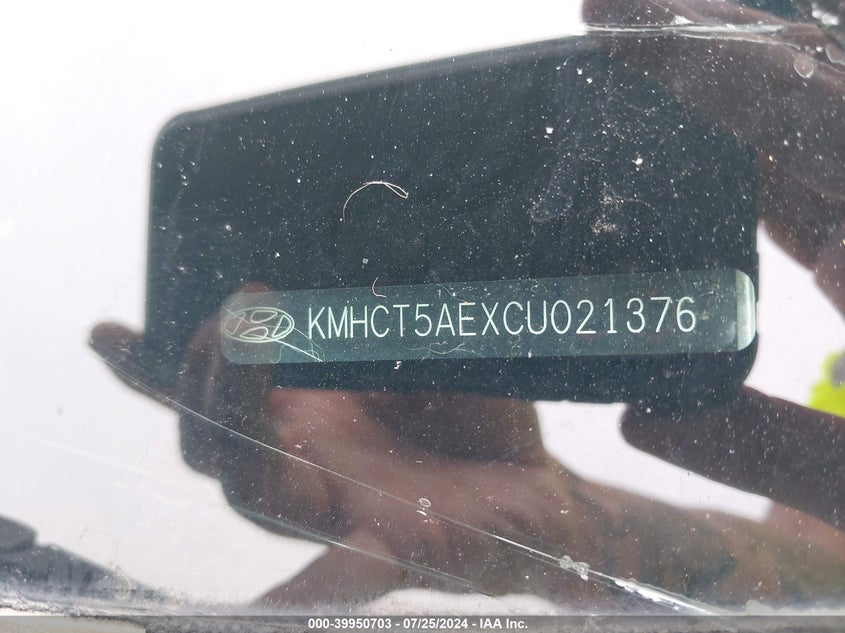 KMHCT5AEXCU021376
000-39950703 - 07/25/2024 - IAA Inc.